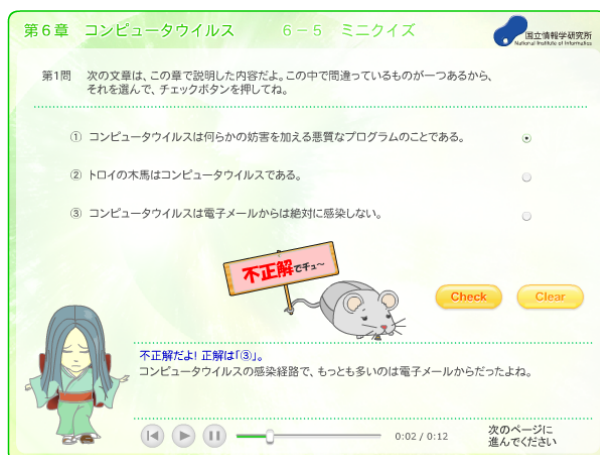 第6章 コンピュータウイルス 6-5 ミニクイズ
国立情報学研究所
National Institute of Informatics
第1問 次の文章は、この章で説明した内容だよ。この中で間違っているものが一つあるから、
それを選んで、チェックボタンを押してね。
① コンピュータウイルスは何らかの妨害を加える悪質なプログラムのことである。
② トロイの木馬はコンピュータウイルスである。
③ コンピュータウイルスは電子メールからは絶対に感染しない。
不正解でチュ～
Check Clear
不正解だよ! 正解は「③」。
コンピュータウイルスの感染経路で、もっとも多いのは電子メールからだったよね。
0:02 / 0:12
次のページに
進んでください